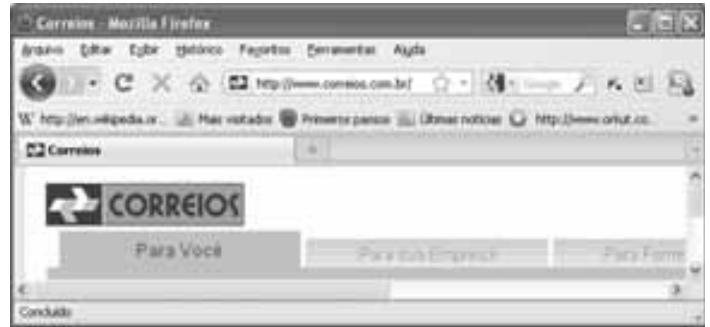 Correios - Mozilla Firefox
Arquivo Editar Exibir Histórico Favoritos Ferramentas Ajuda
http://www.correios.com.br/ Google
http://en.wikipedia.or... Mais visitados Primeiros passos Últimas notícias http://www.orkut.co...
Correios
CORREIOS
Para Você Para sua Empresa Para Forne
Concluído